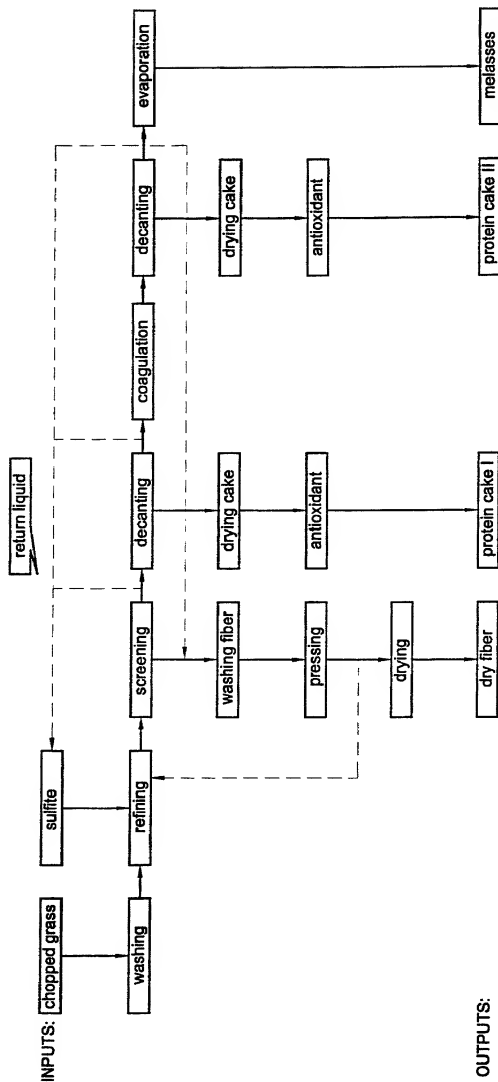 INPUTS:
chopped grass
sulfite
return liquid
washing
refining
screening
decanting
coagulation
decanting
evaporation
washing fiber
drying cake
drying cake
pressing
antioxidant
antioxidant
drying
OUTPUTS:
dry fiber
protein cake I
protein cake II
melasses